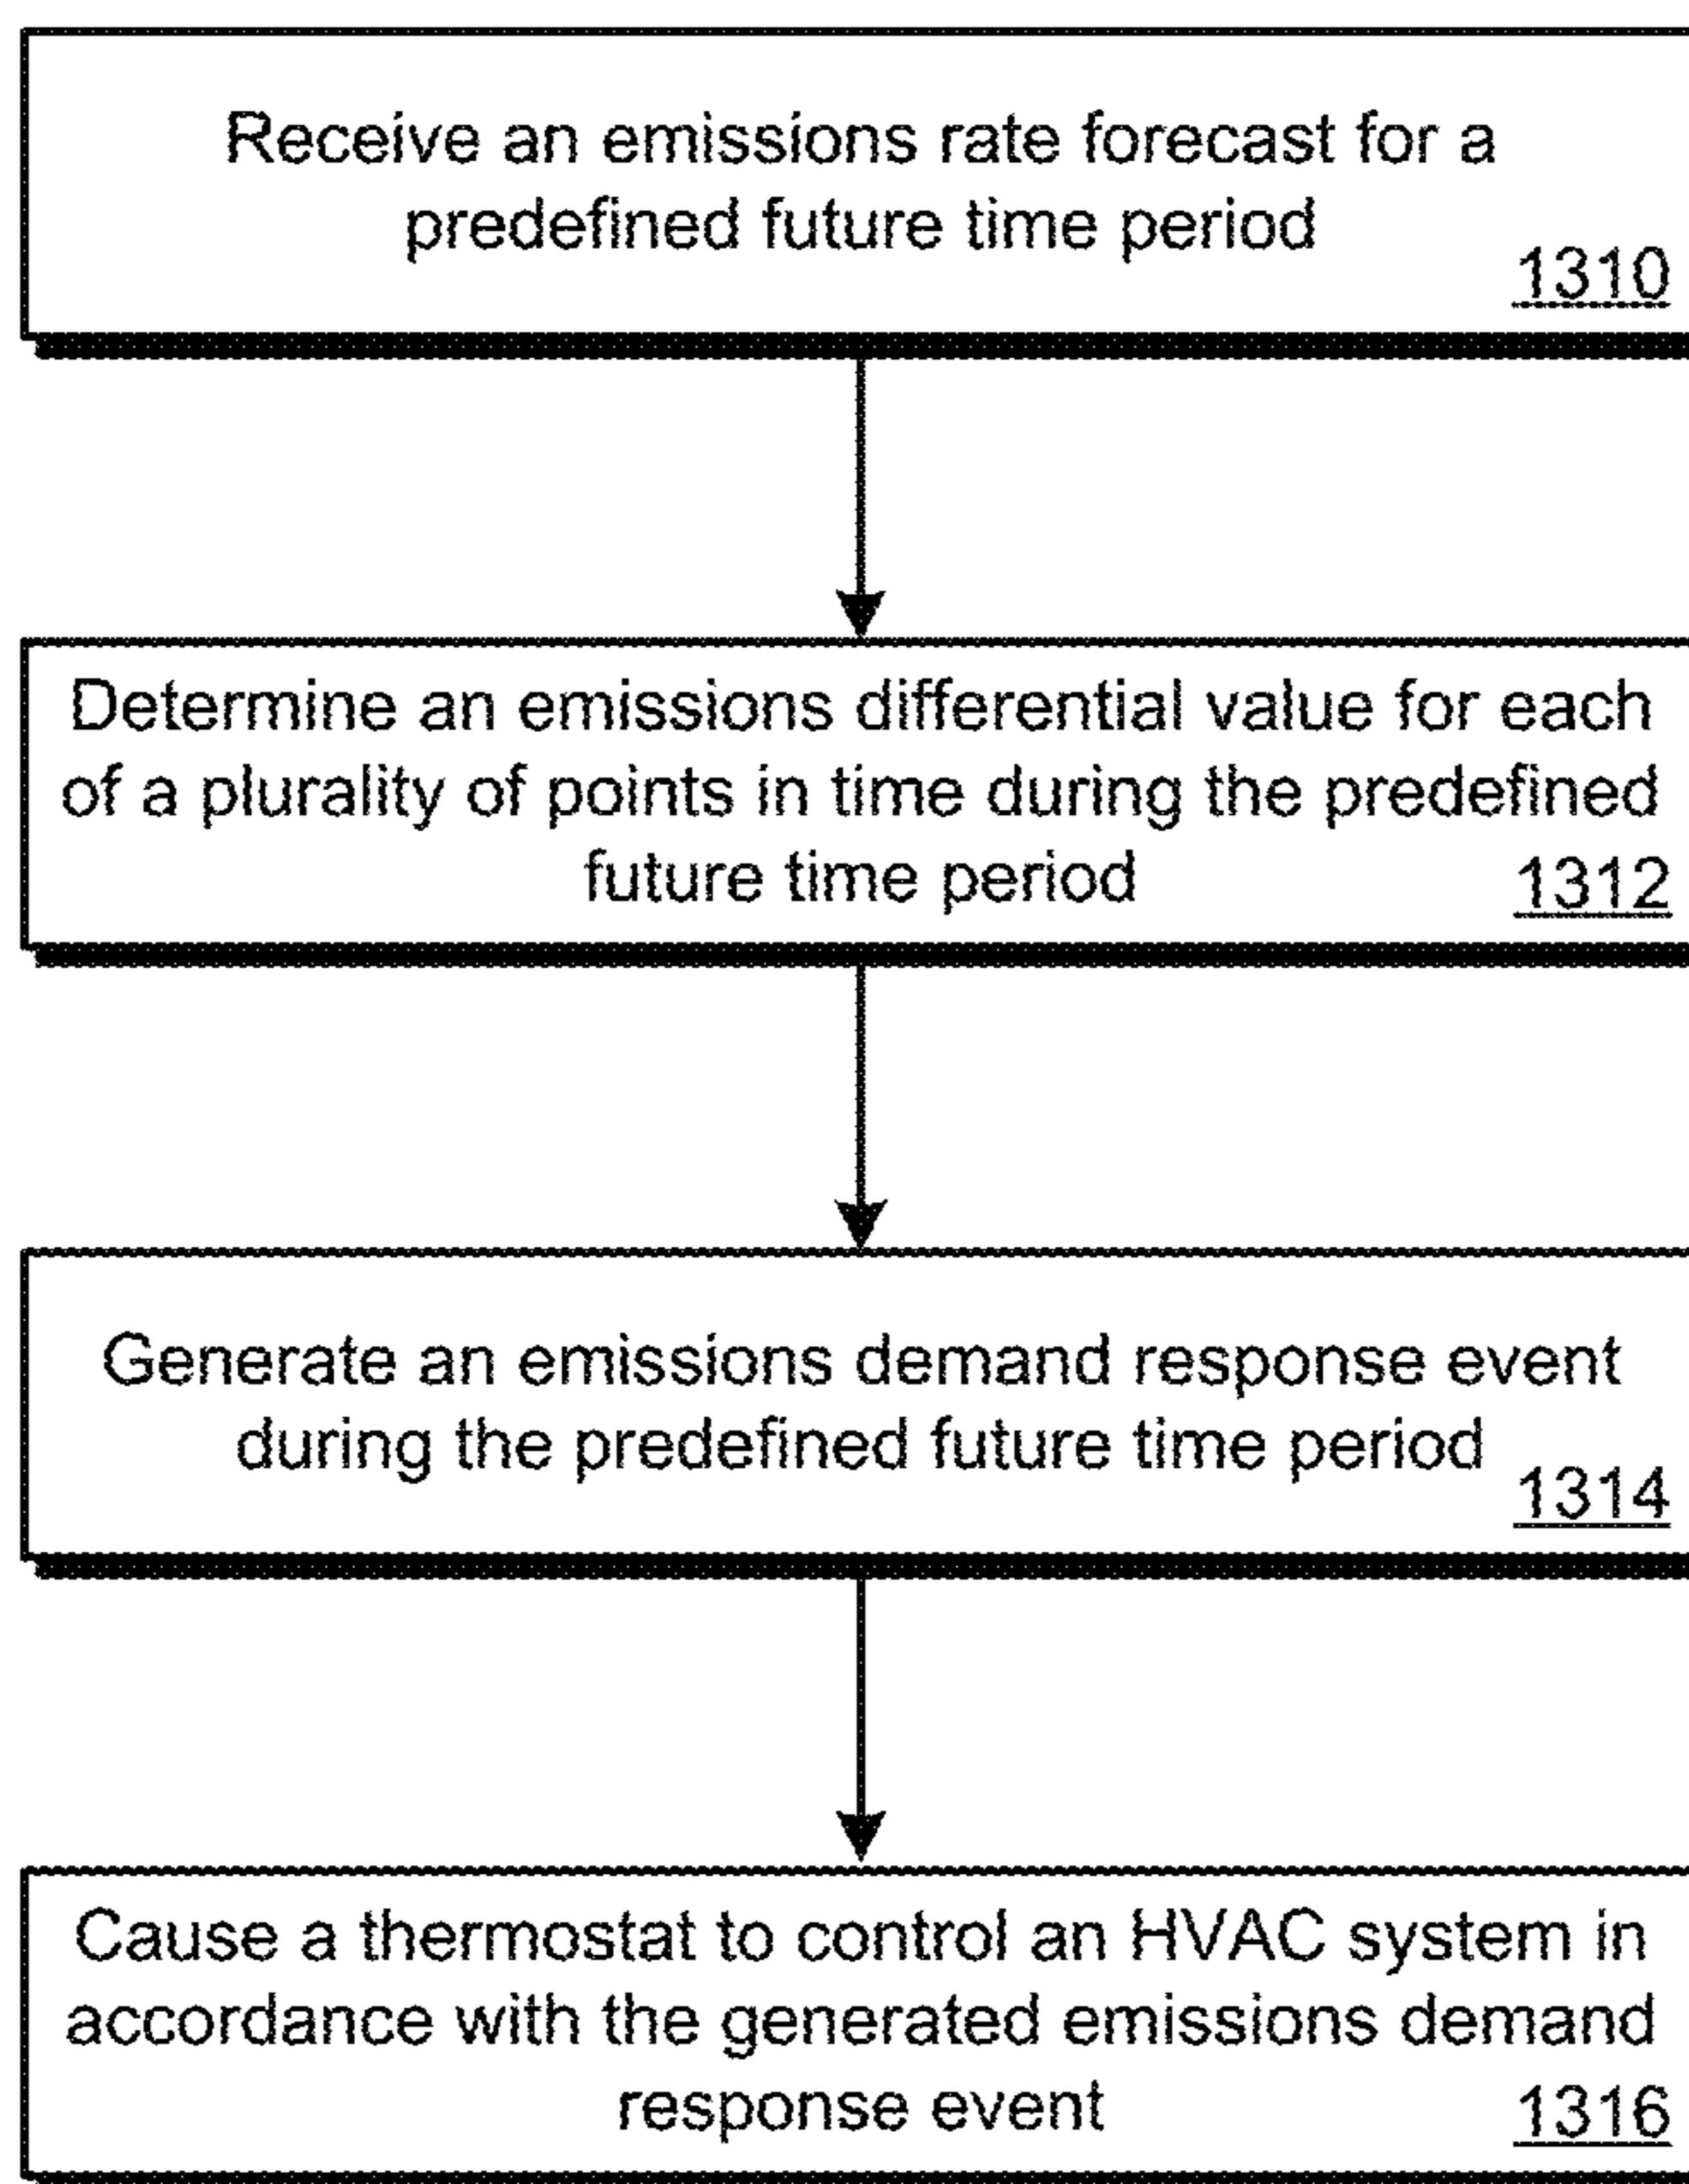 Receive an emissions rate forecast for a
predefined future time period
1310
Determine an emissions differential value for each
of a plurality of points in time during the predefined
future time period
1312
Generate an emissions demand response event
during the predefined future time period
1314
Cause a thermostat to control an HVAC system in
accordance with the generated emissions demand
response event
1316